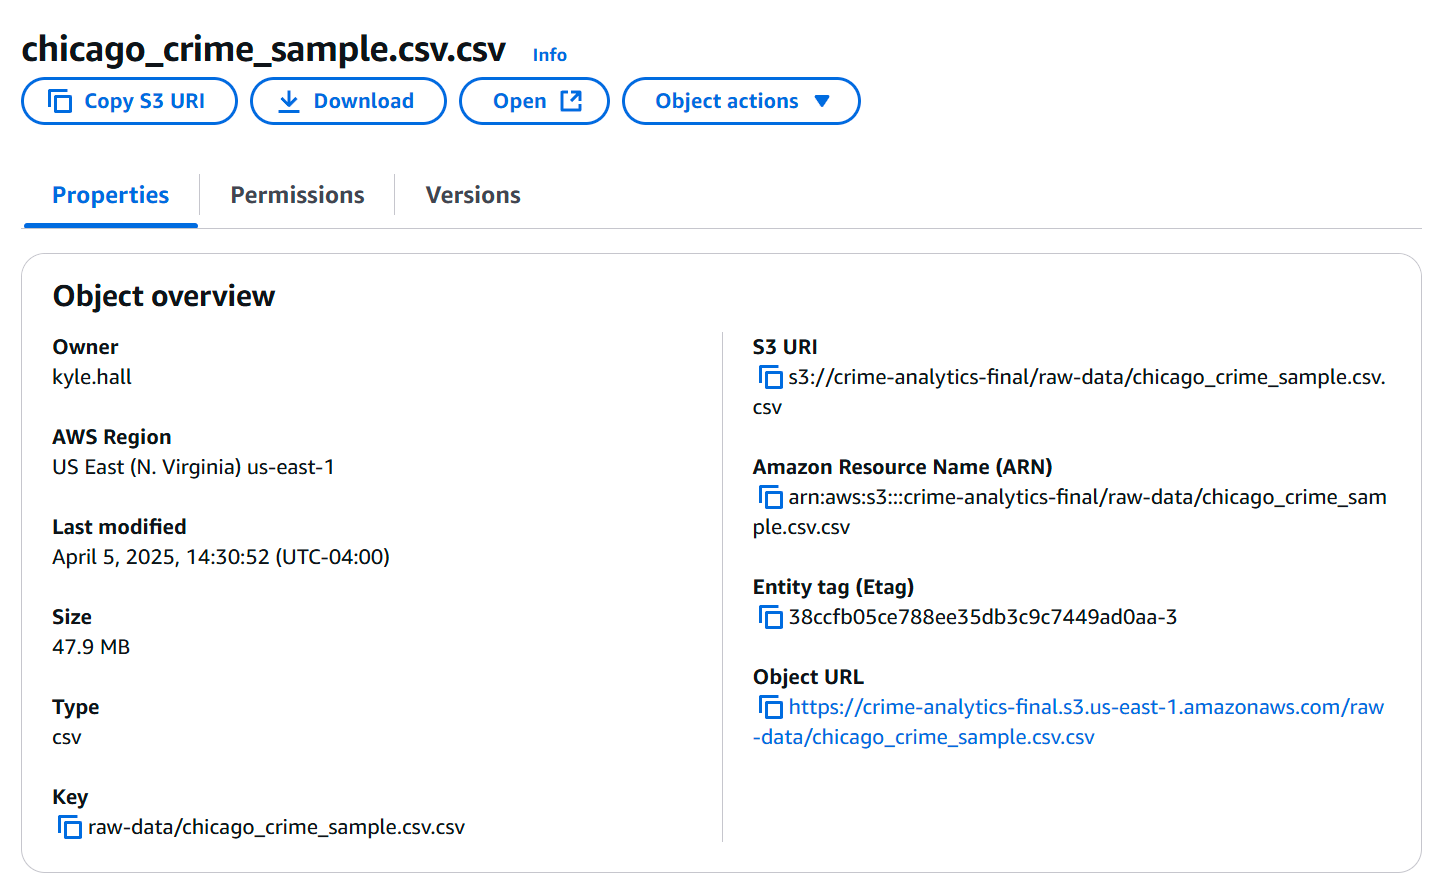 chicago_crime_sample.csv.csv Info
Copy S3 URI Download Open Object actions
Properties Permissions Versions
Object overview
Owner
kyle.hall
AWS Region
US East (N. Virginia) us-east-1
Last modified
April 5, 2025, 14:30:52 (UTC-04:00)
Size
47.9 MB
Type
csv
Key
raw-data/chicago_crime_sample.csv.csv
S3 URI
s3://crime-analytics-final/raw-data/chicago_crime_sample.csv.
csv
Amazon Resource Name (ARN)
arn:aws:s3:::crime-analytics-final/raw-data/chicago_crime_sam
ple.csv.csv
Entity tag (Etag)
38ccfb05ce788ee35db3c9c7449ad0aa-3
Object URL
https://crime-analytics-final.s3.us-east-1.amazonaws.com/raw
-data/chicago_crime_sample.csv.csv